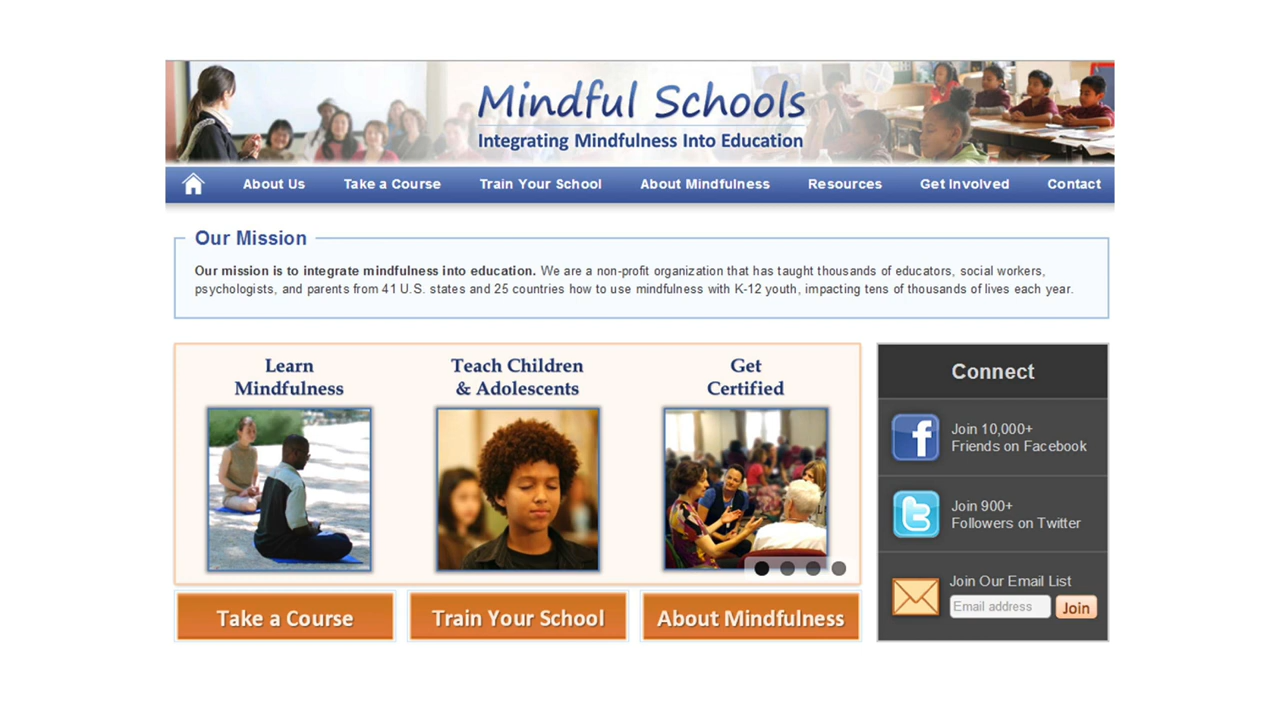 Mindful Schools
Integrating Mindfulness Into Education
About Us Take a Course Train Your School About Mindfulness Resources Get Involved Contact
Our Mission
Our mission is to integrate mindfulness into education. We are a non-profit organization that has taught thousands of educators, social workers,
psychologists, and parents from 41 U.S. states and 25 countries how to use mindfulness with K-12 youth, impacting tens of thousands of lives each year.
Learn
Mindfulness
Teach Children
& Adolescents
Get
Certified
Take a Course
Train Your School
About Mindfulness
Connect
Join 10,000+
Friends on Facebook
Join 900+
Followers on Twitter
Join Our Email List
Email address Join